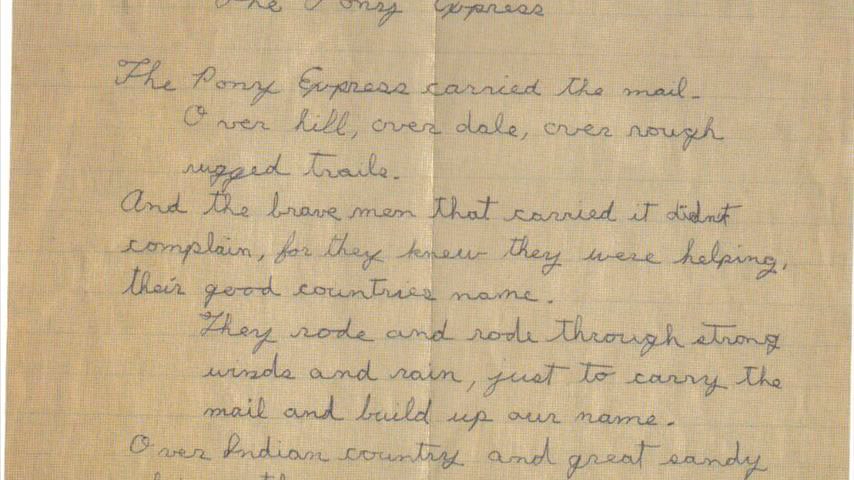 The Pony Express
The Pony Express carried the mail.
Over hill, over dale, over rough
rugged trails.
And the brave men that carried it didnt
complain, for they knew they were helping,
their good countries name.
They rode and rode through strong
winds and rain, just to carry the
mail and build up our name.
Over Indian country and great sandy